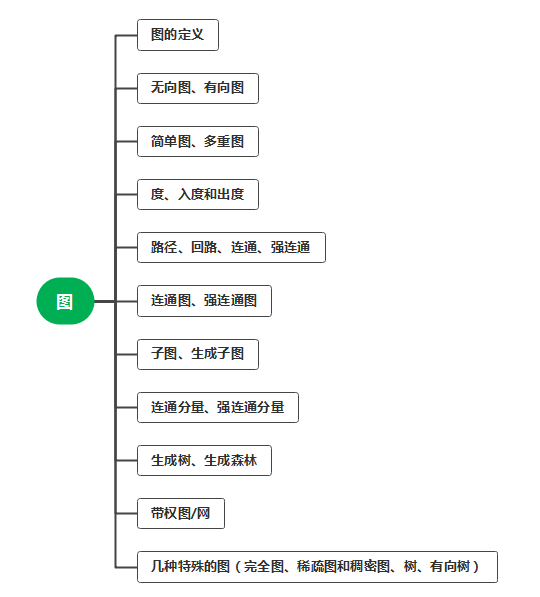 图
图的定义
无向图、有向图
简单图、多重图
度、入度和出度
路径、回路、连通、强连通
连通图、强连通图
子图、生成子图
连通分量、强连通分量
生成树、生成森林
带权图/网
几种特殊的图（完全图、稀疏图和稠密图、树、有向树）